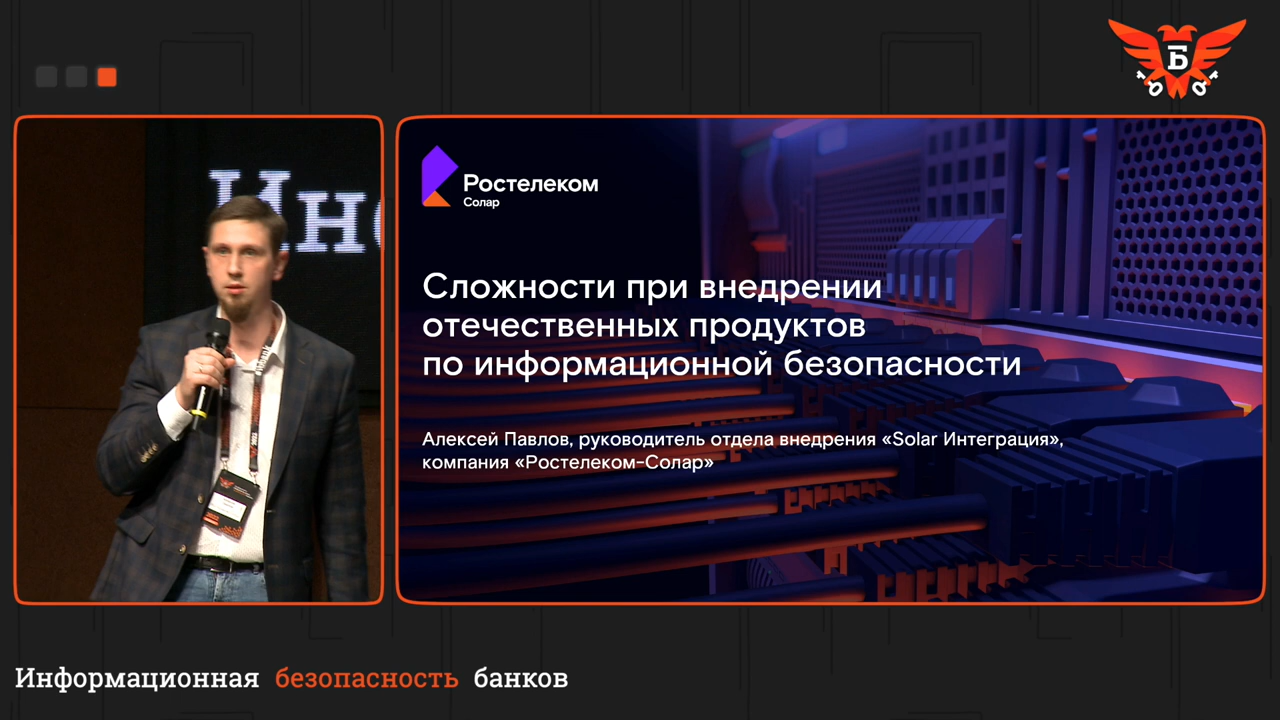 Б
Ин
Ростелеком
Солар
Сложности при внедрении
отечественных продуктов
по информационной безопасности
Алексей Павлов, руководитель отдела внедрения «Solar Интеграция»,
компания «Ростелеком-Солар»
Информационная безопасность банков